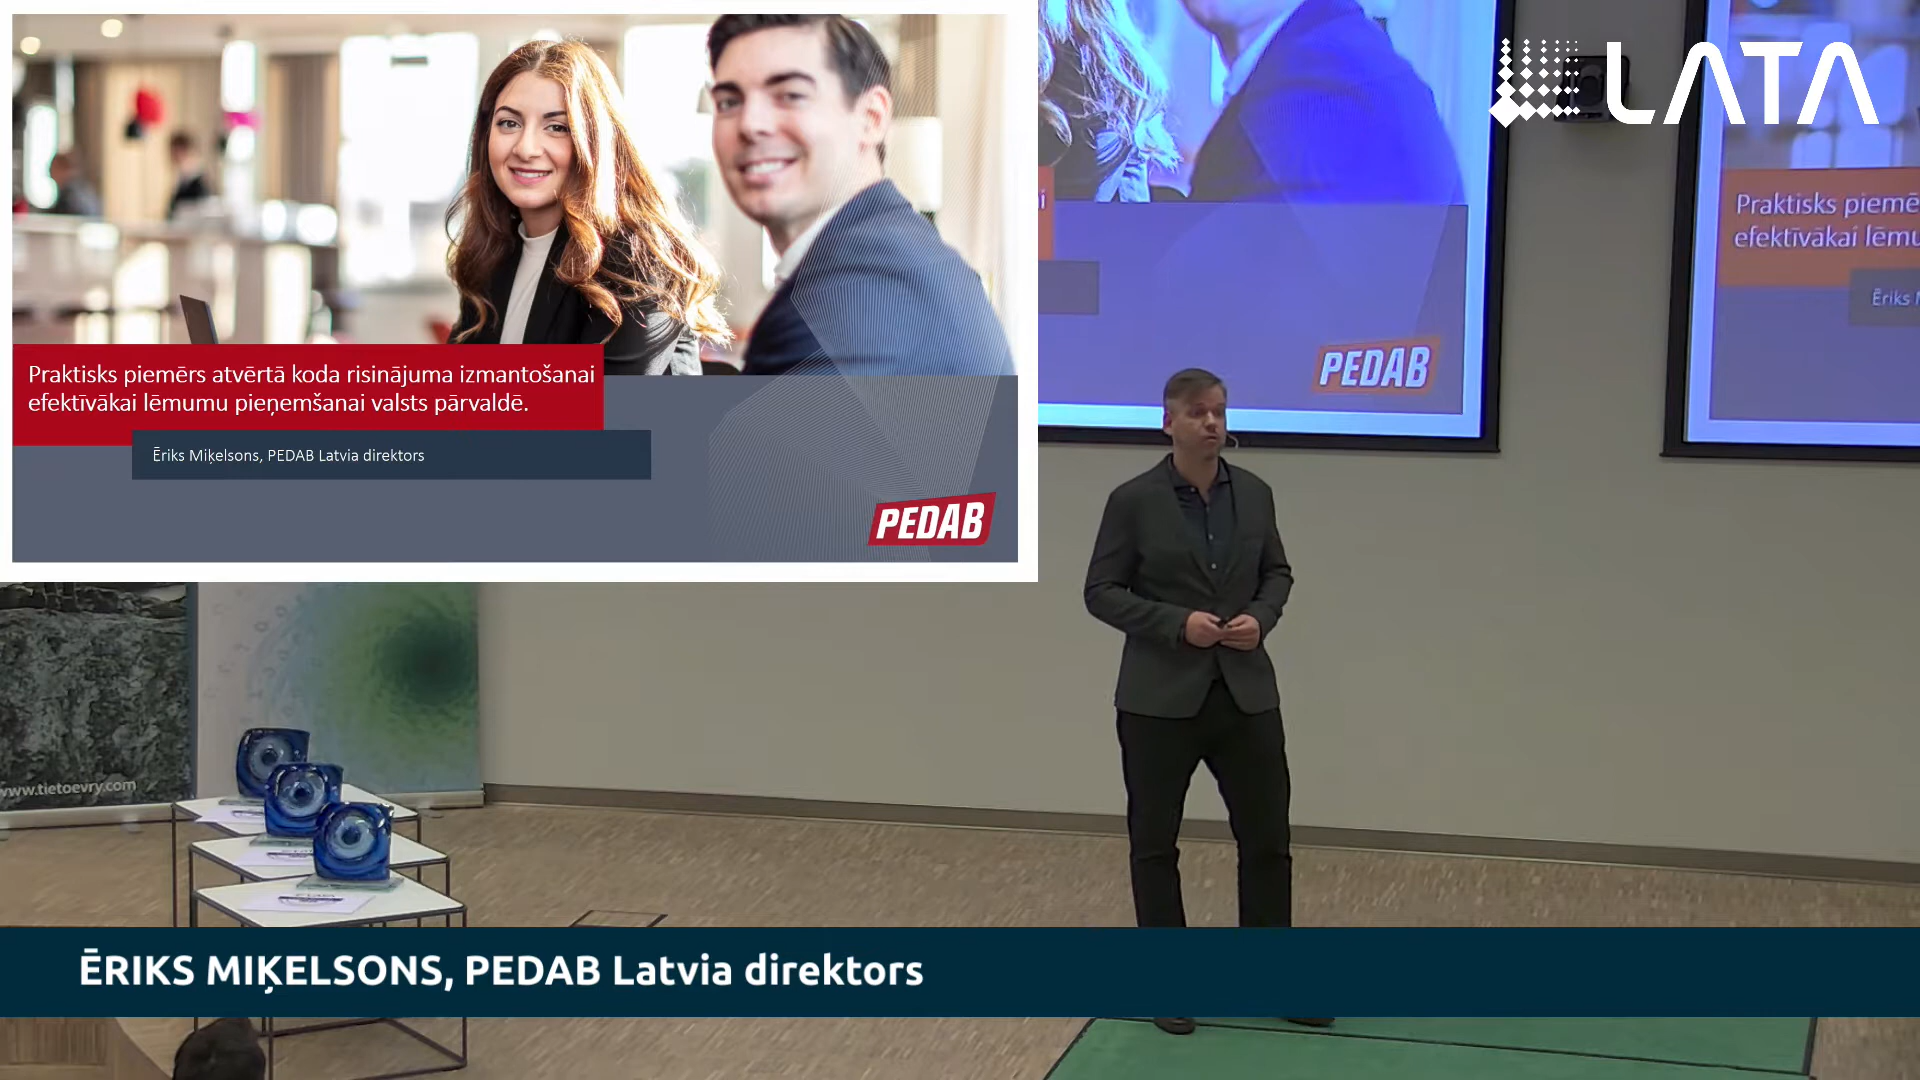 LATA
Praktisks piemērs atvērtā koda risinājuma izmantošanai
efektīvākai lēmumu pieņemšanai valsts pārvaldē.
Ēriks Miķelsons, PEDAB Latvia direktors
PEDAB
PEDAB
Praktisks piemē
efektīvākai lēmu
Ēriks
www.tietoevry.com
ĒRIKS MIĶELSONS, PEDAB Latvia direktors